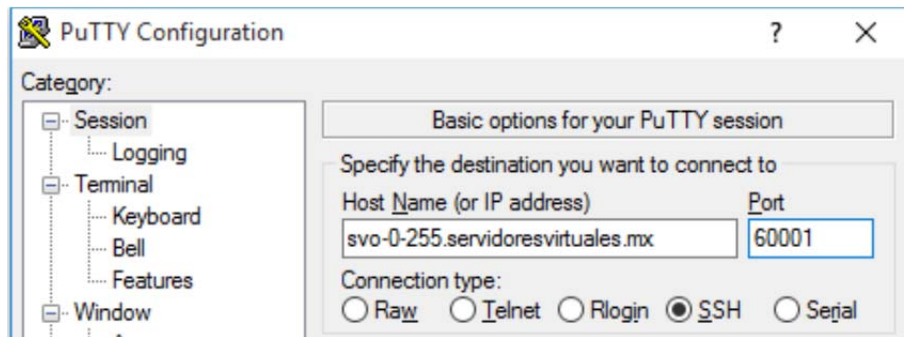 PuTTY Configuration
?
Category:
Session
Logging
Terminal
Keyboard
Bell
Features
Window
Basic options for your PuTTY session
Specify the destination you want to connect to
Host Name (or IP address) Port
svo-0-255.servidoresvirtuales.mx 60001
Connection type:
Raw Telnet Rlogin SSH Serial